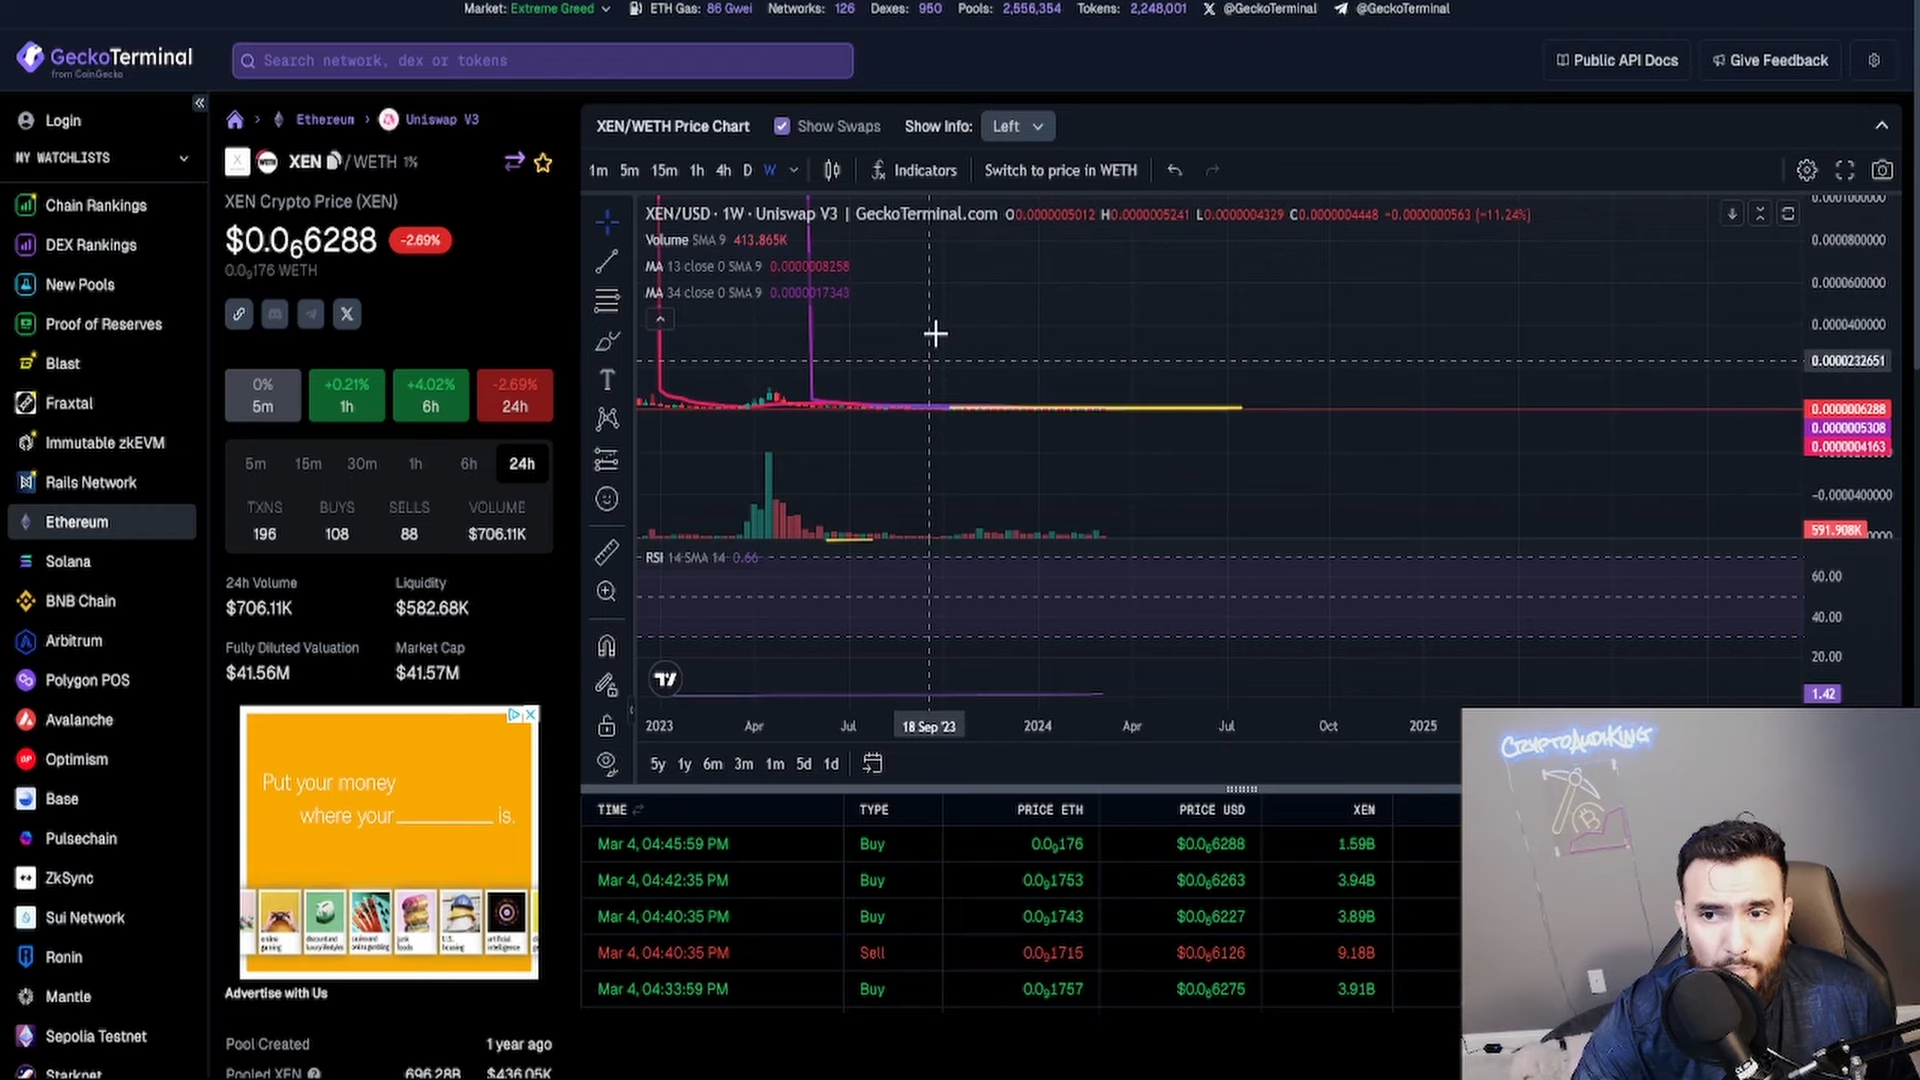 Market: Extreme Greed
ETH Gas: 86 Gwei
Networks: 126
Dexes: 950
Pools: 2,556,354
Tokens: 2,248,001
@GeckoTerminal
@GeckoTerminal
GeckoTerminal
from CoinGecko
Search network, dex or tokens
Public API Docs
Give Feedback
Login
MY WATCHLISTS
Chain Rankings
DEX Rankings
New Pools
Proof of Reserves
Blast
Fraxtal
Immutable zkEVM
Rails Network
Ethereum
Solana
BNB Chain
Arbitrum
Polygon POS
Avalanche
Optimism
Base
Pulsechain
ZkSync
Sui Network
Ronin
Mantle
Sepolia Testnet
Starknet
Ethereum > Uniswap V3
XEN /WETH 1%
XEN Crypto Price (XEN)
$0.0₆6288 -2.69%
0.0₉176 WETH
0% +0.21% +4.02% -2.69%
5m 1h 6h 24h
5m 15m 30m 1h 6h 24h
TXNS BUYS SELLS VOLUME
196 108 88 $706.11K
24h Volume Liquidity
$706.11K $582.68K
Fully Diluted Valuation Market Cap
$41.56M $41.57M
Put your money
where your ________ is.
online gaming
U.S. housing
artificial intelligence
Advertise with Us
Pool Created 1 year ago
Pooled XEN 696.28B $436.05K
XEN/WETH Price Chart
Show Swaps
Show Info: Left
1m 5m 15m 1h 4h D W
Indicators
Switch to price in WETH
XEN/USD · 1W · Uniswap V3 | GeckoTerminal.com O0.0000005012 H0.0000005241 L0.0000004329 C0.0000004448 −0.0000000563 (−11.24%)
Volume SMA 9 413.865K
MA 13 close 0 SMA 9 0.0000008258
MA 34 close 0 SMA 9 0.0000017343
0.0001000000
0.0000800000
0.0000600000
0.0000400000
0.0000232651
0.0000006288
0.0000005308
0.0000004163
−0.0000400000
591.908K
RSI 14 SMA 14 0.66
60.00
40.00
20.00
1.42
2023 Apr Jul 18 Sep '23 2024 Apr Jul Oct 2025
5y 1y 6m 3m 1m 5d 1d
TIME TYPE PRICE ETH PRICE USD XEN
Mar 4, 04:45:59 PM Buy 0.0₉176 $0.0₆6288 1.59B
Mar 4, 04:42:35 PM Buy 0.0₉1753 $0.0₆6263 3.94B
Mar 4, 04:40:35 PM Buy 0.0₉1743 $0.0₆6227 3.89B
Mar 4, 04:40:35 PM Sell 0.0₉1715 $0.0₆6126 9.18B
Mar 4, 04:33:59 PM Buy 0.0₉1757 $0.0₆6275 3.91B
CRYPTOAUDIKING